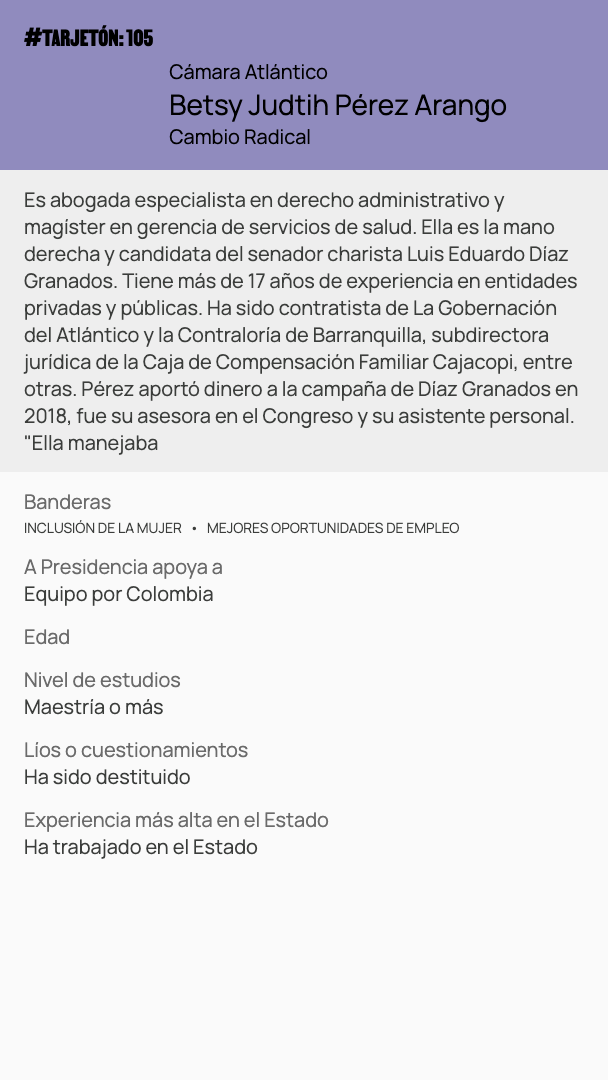 #TARJETÓN: 105
Cámara Atlántico
Betsy Judtih Pérez Arango
Cambio Radical
Es abogada especialista en derecho administrativo y
magíster en gerencia de servicios de salud. Ella es la mano
derecha y candidata del senador charista Luis Eduardo Díaz
Granados. Tiene más de 17 años de experiencia en entidades
privadas y públicas. Ha sido contratista de La Gobernación
del Atlántico y la Contraloría de Barranquilla, subdirectora
jurídica de la Caja de Compensación Familiar Cajacopi, entre
otras. Pérez aportó dinero a la campaña de Díaz Granados en
2018, fue su asesora en el Congreso y su asistente personal.
"Ella manejaba
Banderas
INCLUSIÓN DE LA MUJER • MEJORES OPORTUNIDADES DE EMPLEO
A Presidencia apoya a
Equipo por Colombia
Edad
Nivel de estudios
Maestría o más
Líos o cuestionamientos
Ha sido destituido
Experiencia más alta en el Estado
Ha trabajado en el Estado